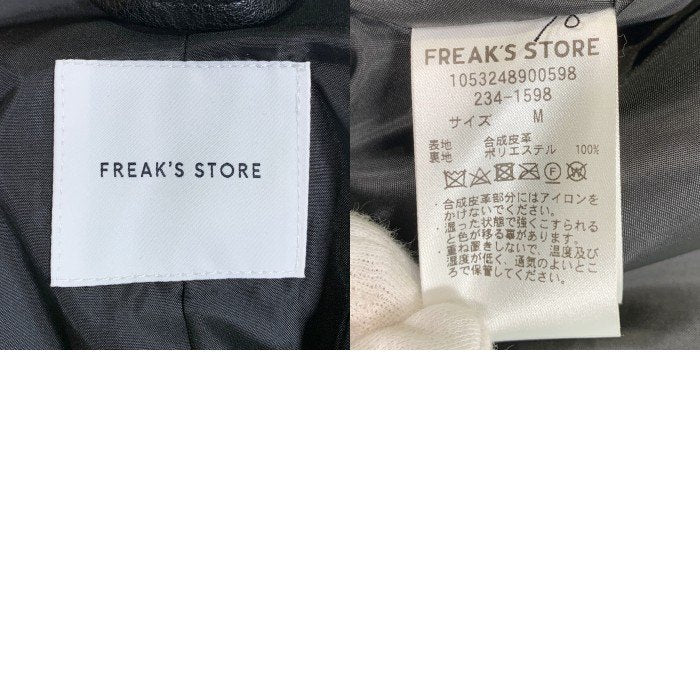 FREAK'S STORE
FREAK'S STORE
1053248900598
234-1598
サイズ M
表地 合成皮革
裏地 ポリエステル 100%
・合成皮革部分にはアイロンを
かけないでください。
・湿った状態で強くこすられる
と色が移る事があります。
・重ね置きしないで、温度及び
湿度が低く、通気のよいとこ
ろで保管してください。